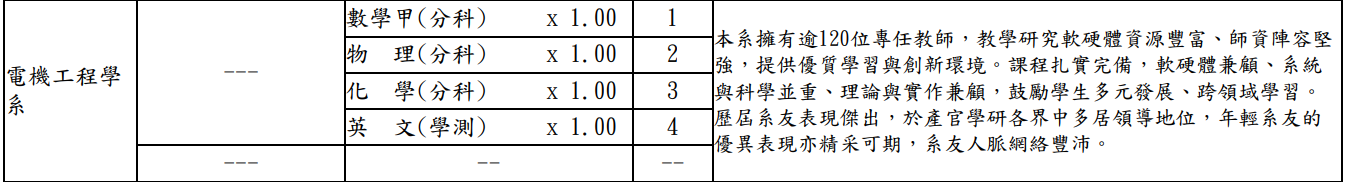 電機工程學系
---
數學甲(分科) x 1.00 1
物 理(分科) x 1.00 2
化 學(分科) x 1.00 3
英 文(學測) x 1.00 4
本系擁有逾120位專任教師，教學研究軟硬體資源豐富、師資陣容堅
強，提供優質學習與創新環境。課程扎實完備，軟硬體兼顧、系統
與科學並重、理論與實作兼顧，鼓勵學生多元發展、跨領域學習。
歷屆系友表現傑出，於產官學研各界中多居領導地位，年輕系友的
優異表現亦精采可期，系友人脈網絡豐沛。
--- -- --